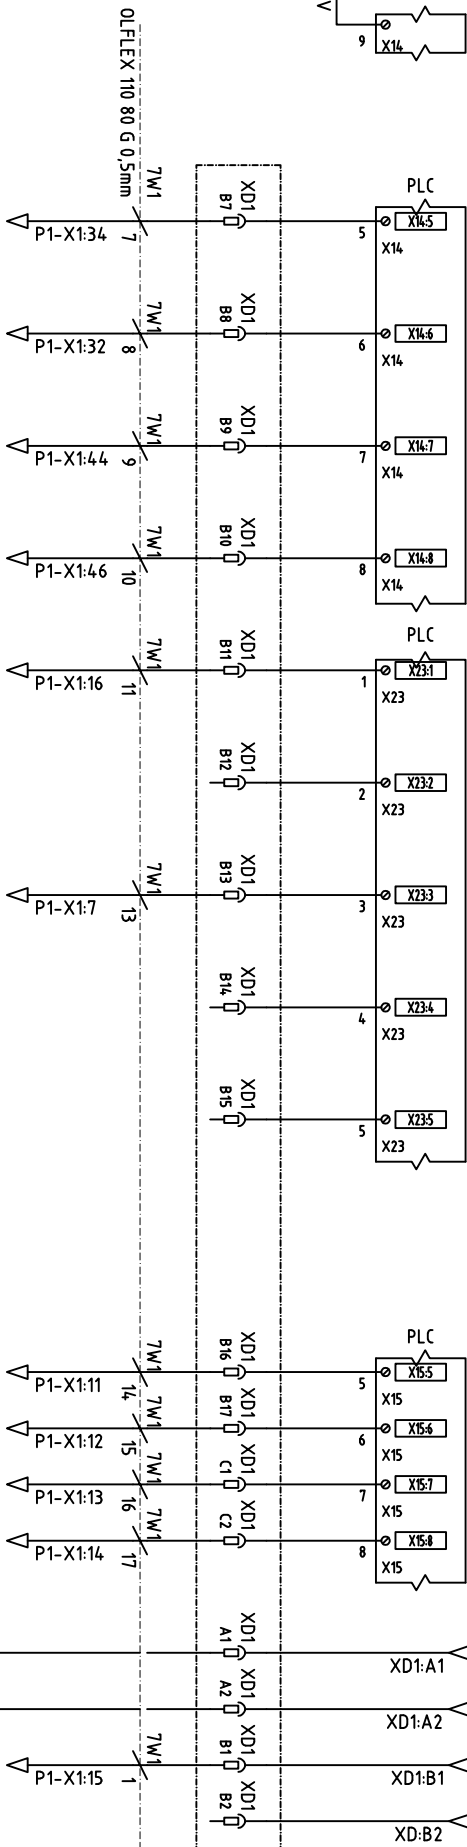 V
9
X14
OLFLEX 110 80 G 0,5mm
PLC
7W1
B7
XD1
X14:5
P1-X1:34
7
5
X14
7W1
B8
XD1
X14:6
P1-X1:32
8
6
X14
7W1
B9
XD1
X14:7
P1-X1:44
9
7
X14
7W1
B10
XD1
X14:8
P1-X1:46
10
8
X14
PLC
7W1
B11
XD1
X23:1
P1-X1:16
11
1
X23
B12
XD1
X23:2
2
X23
7W1
B13
XD1
X23:3
P1-X1:7
13
3
X23
B14
XD1
X23:4
4
X23
B15
XD1
X23:5
5
X23
PLC
7W1
B16
XD1
X15:5
P1-X1:11
14
5
X15
7W1
B17
XD1
X15:6
P1-X1:12
15
6
X15
7W1
C1
XD1
X15:7
P1-X1:13
16
7
X15
7W1
C2
XD1
X15:8
P1-X1:14
17
8
X15
A1
XD1
XD1:A1
A2
XD1
XD1:A2
7W1
B1
XD1
P1-X1:15
1
XD1:B1
B2
XD1
XD:B2